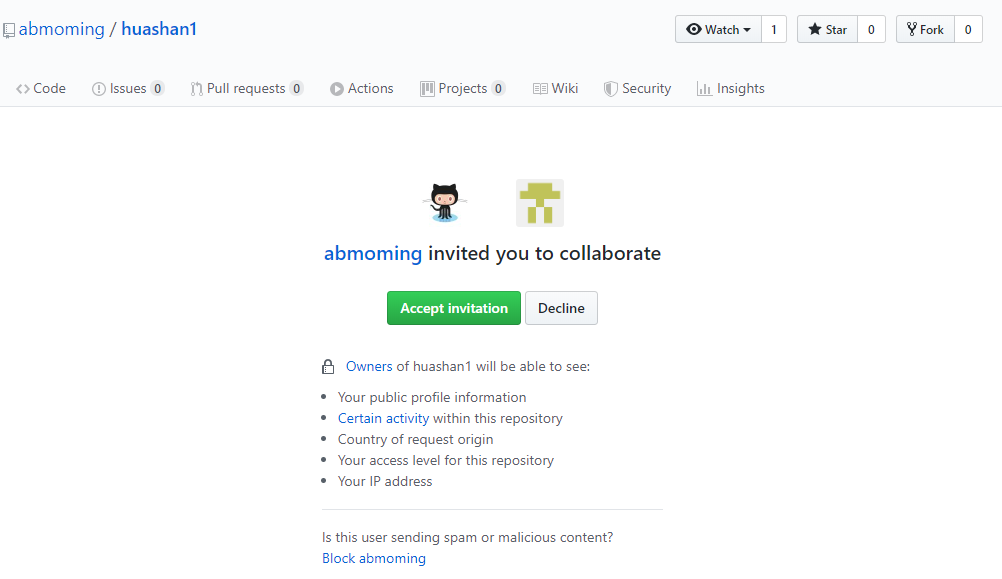 abmoming / huashan1
Watch 1 Star 0 Fork 0
Code Issues 0 Pull requests 0 Actions Projects 0 Wiki Security Insights
abmoming invited you to collaborate
Accept invitation Decline
Owners of huashan1 will be able to see:
Your public profile information
Certain activity within this repository
Country of request origin
Your access level for this repository
Your IP address
Is this user sending spam or malicious content?
Block abmoming